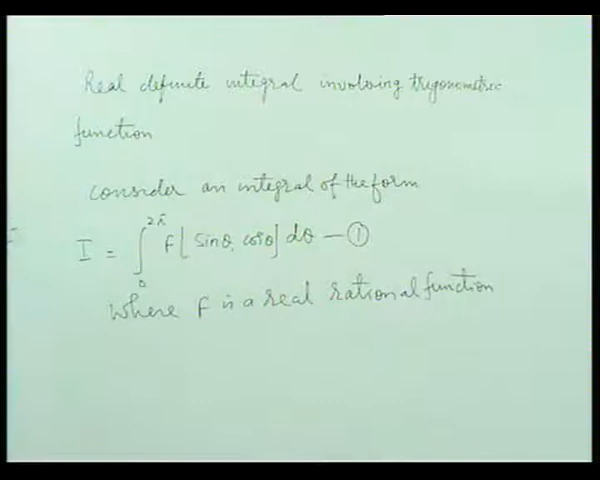 Real definite integral involving trigonometric
function
consider an integral of the form
I = ∫₀^2π F[sinθ, cosθ] dθ — ①
Where F is a real rational function